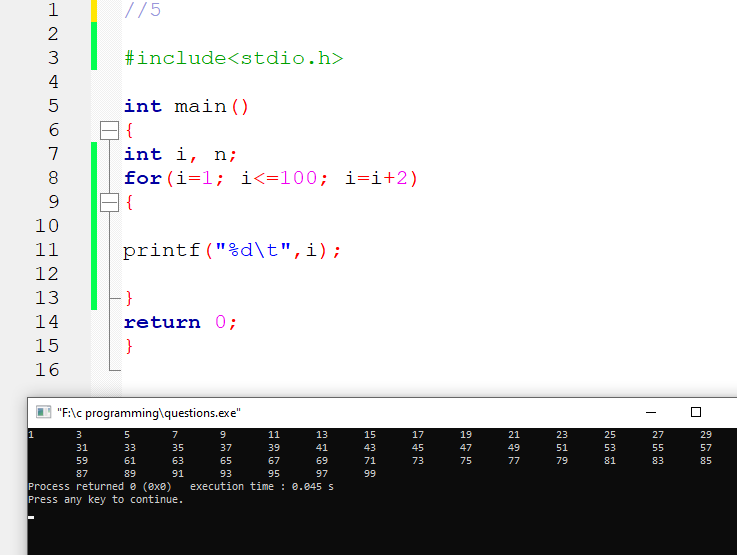 1 //5
2
3 #include<stdio.h>
4
5 int main()
6 {
7 int i, n;
8 for(i=1; i<=100; i=i+2)
9 {
10
11 printf("%d\t",i);
12
13 }
14 return 0;
15 }
16
"F:\c programming\questions.exe"
1 3 5 7 9 11 13 15 17 19 21 23 25 27 29
31 33 35 37 39 41 43 45 47 49 51 53 55 57
59 61 63 65 67 69 71 73 75 77 79 81 83 85
87 89 91 93 95 97 99
Process returned 0 (0x0)   execution time : 0.045 s
Press any key to continue.